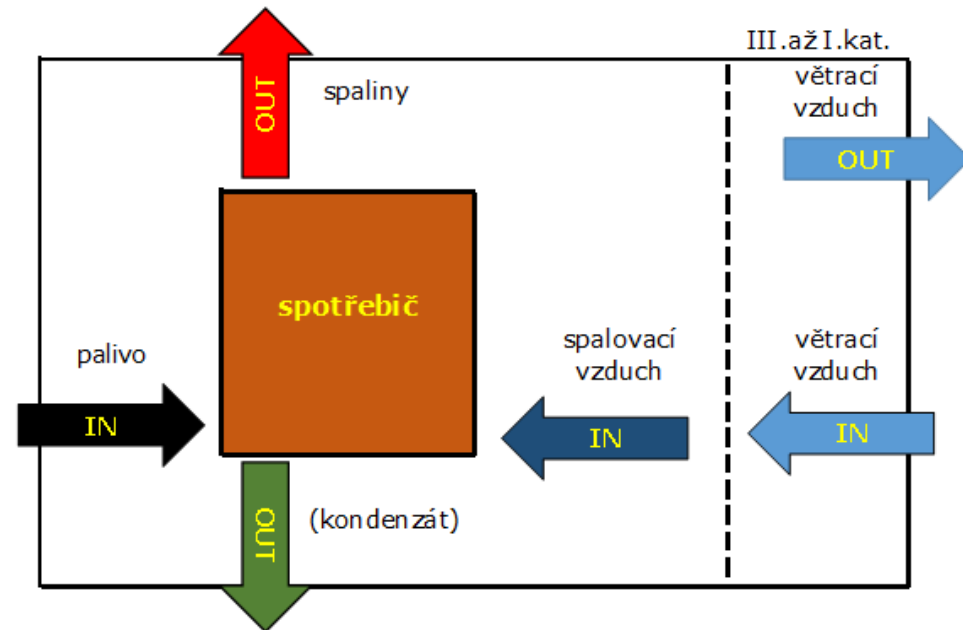 III.až I.kat.
větrací
vzduch
OUT
spaliny
OUT
spotřebič
palivo
IN
spalovací
vzduch
IN
větrací
vzduch
IN
OUT
(kondenzát)